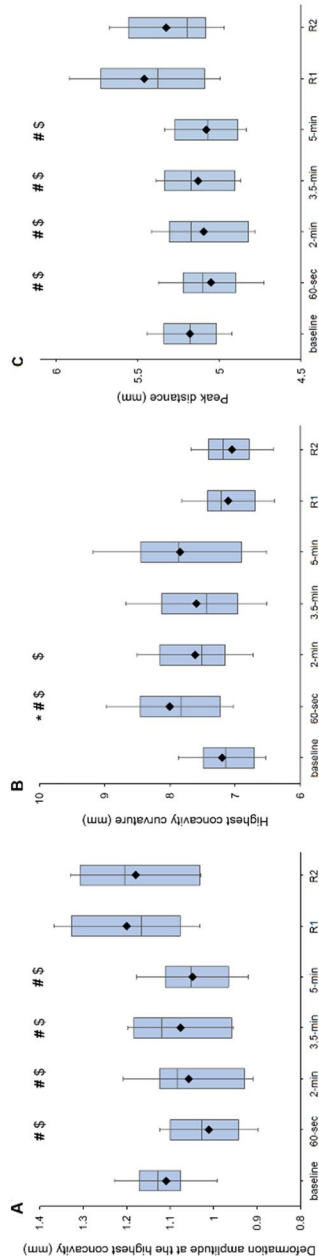 A
Deformation amplitude at the highest concavity (mm)
1.4
1.3
1.2
1.1
1
0.9
0.8
# $
# $
# $
# $
baseline
60-sec
2-min
3.5-min
5-min
R1
R2
B
Highest concavity curvature (mm)
10
9
8
7
6
* # $
$
baseline
60-sec
2-min
3.5-min
5-min
R1
R2
C
Peak distance (mm)
6
5.5
5
4.5
# $
# $
# $
# $
baseline
60-sec
2-min
3.5-min
5-min
R1
R2